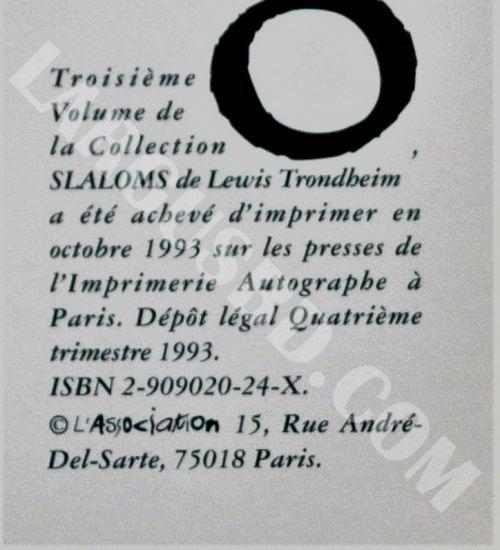 Troisième
Volume de
la Collection O,
SLALOMS de Lewis Trondheim
a été achevé d'imprimer en
octobre 1993 sur les presses de
l'Imprimerie Autographe à
Paris. Dépôt légal Quatrième
trimestre 1993.
ISBN 2-909020-24-X.
© L'Association 15, Rue André-
Del-Sarte, 75018 Paris.
LABOUSBD.COM